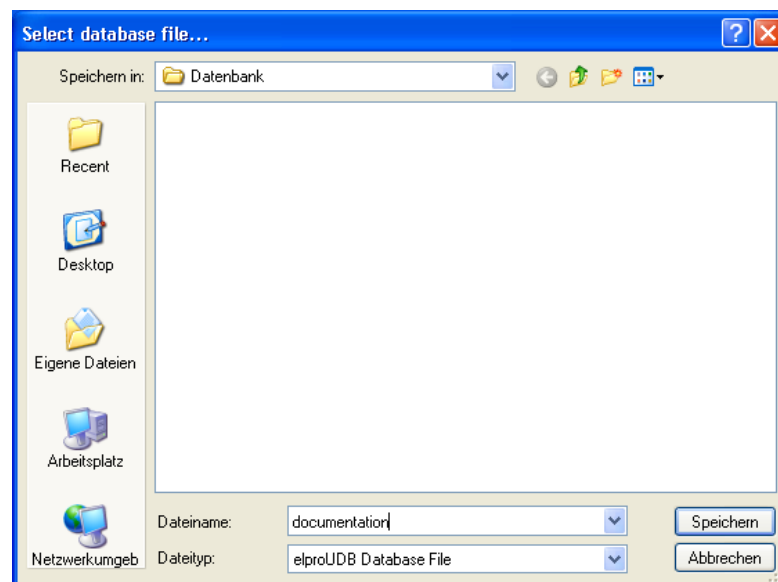 Select database file...
Speichern in:
Datenbank
Recent
Desktop
Eigene Dateien
Arbeitsplatz
Netzwerkumgeb
Dateiname:
documentation
Speichern
Dateityp:
elproUDB Database File
Abbrechen